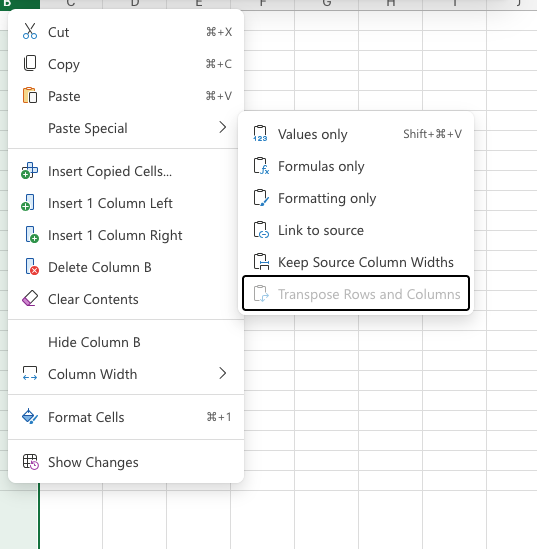 B C D E F G H I J
Cut ⌘+X
Copy ⌘+C
Paste ⌘+V
Paste Special
Insert Copied Cells...
Insert 1 Column Left
Insert 1 Column Right
Delete Column B
Clear Contents
Hide Column B
Column Width
Format Cells ⌘+1
Show Changes
Values only Shift+⌘+V
Formulas only
Formatting only
Link to source
Keep Source Column Widths
Transpose Rows and Columns